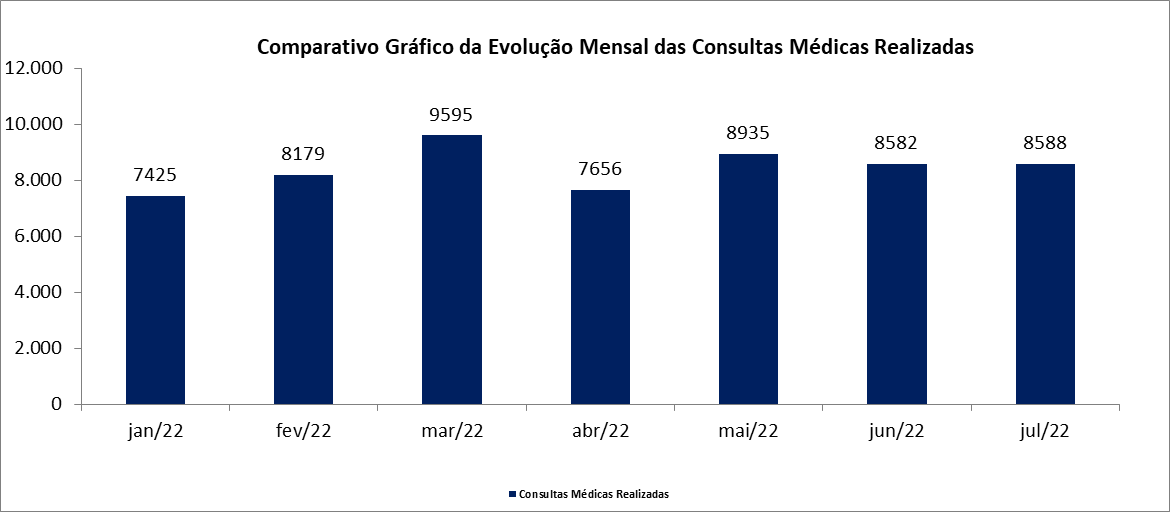 Comparativo Gráfico da Evolução Mensal das Consultas Médicas Realizadas
12.000
10.000
8.000
6.000
4.000
2.000
0
7425
8179
9595
7656
8935
8582
8588
jan/22
fev/22
mar/22
abr/22
mai/22
jun/22
jul/22
Consultas Médicas Realizadas